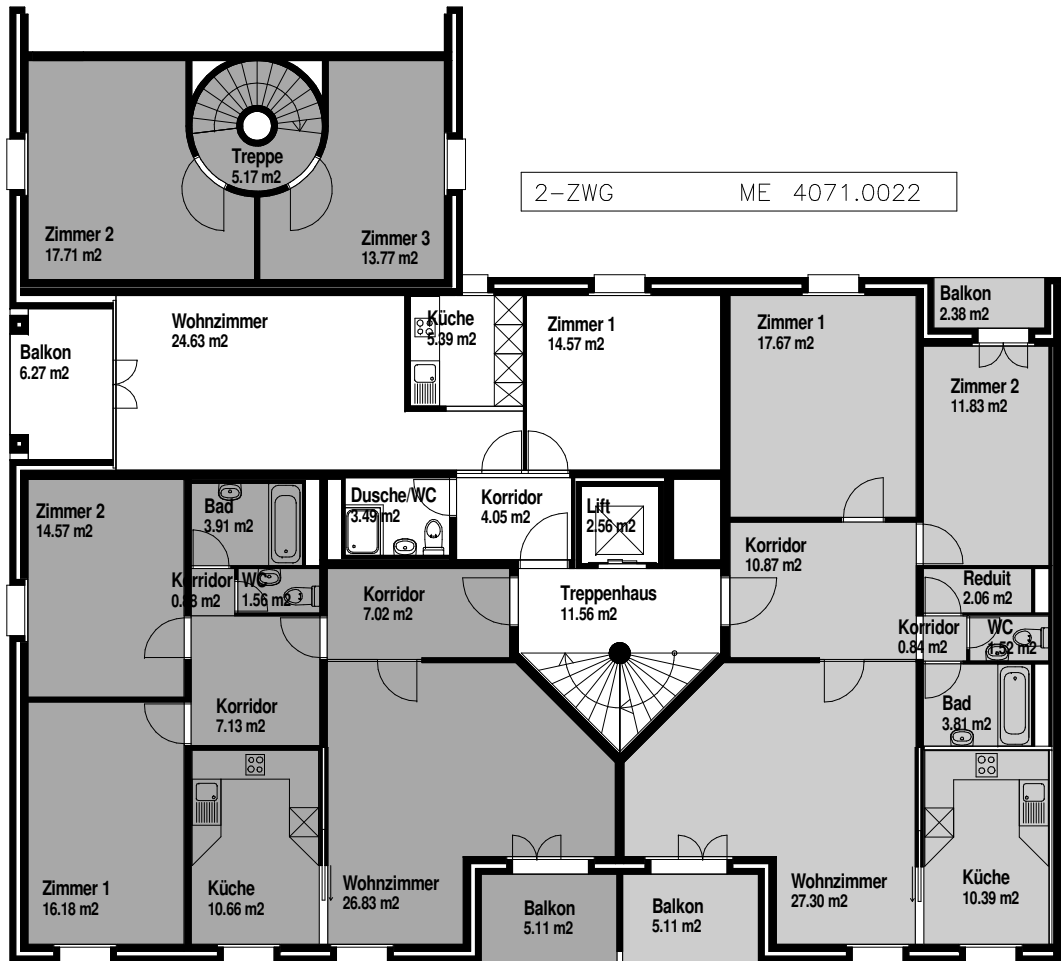 Treppe
5.17 m2
2-ZWG ME 4071.0022
Zimmer 2
17.71 m2
Zimmer 3
13.77 m2
Balkon
2.38 m2
Wohnzimmer
24.63 m2
Küche
5.39 m2
Zimmer 1
14.57 m2
Zimmer 1
17.67 m2
Balkon
6.27 m2
Zimmer 2
11.83 m2
Zimmer 2
14.57 m2
Bad
3.91 m2
Dusche/WC
3.49 m2
Korridor
4.05 m2
Lift
2.56 m2
Korridor
10.87 m2
Korridor
0.88 m2
WC
1.56 m2
Korridor
7.02 m2
Treppenhaus
11.56 m2
Reduit
2.06 m2
Korridor
0.84 m2
WC
1.52 m2
Korridor
7.13 m2
Bad
3.81 m2
Zimmer 1
16.18 m2
Küche
10.66 m2
Wohnzimmer
26.83 m2
Balkon
5.11 m2
Balkon
5.11 m2
Wohnzimmer
27.30 m2
Küche
10.39 m2